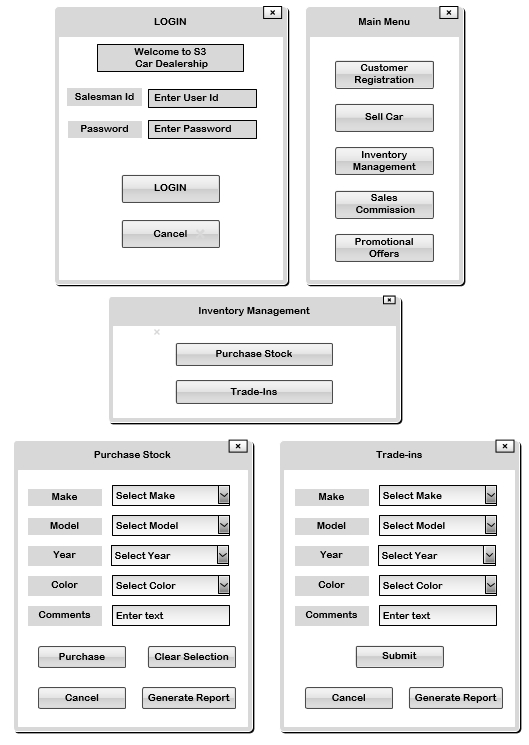 LOGIN
Welcome to S3
Car Dealership
Salesman Id
Enter User Id
Password
Enter Password
LOGIN
Cancel
Main Menu
Customer
Registration
Sell Car
Inventory
Management
Sales
Commission
Promotional
Offers
Inventory Management
Purchase Stock
Trade-Ins
Purchase Stock
Make
Select Make
Model
Select Model
Year
Select Year
Color
Select Color
Comments
Enter text
Purchase
Clear Selection
Cancel
Generate Report
Trade-ins
Make
Select Make
Model
Select Model
Year
Select Year
Color
Select Color
Comments
Enter text
Submit
Cancel
Generate Report